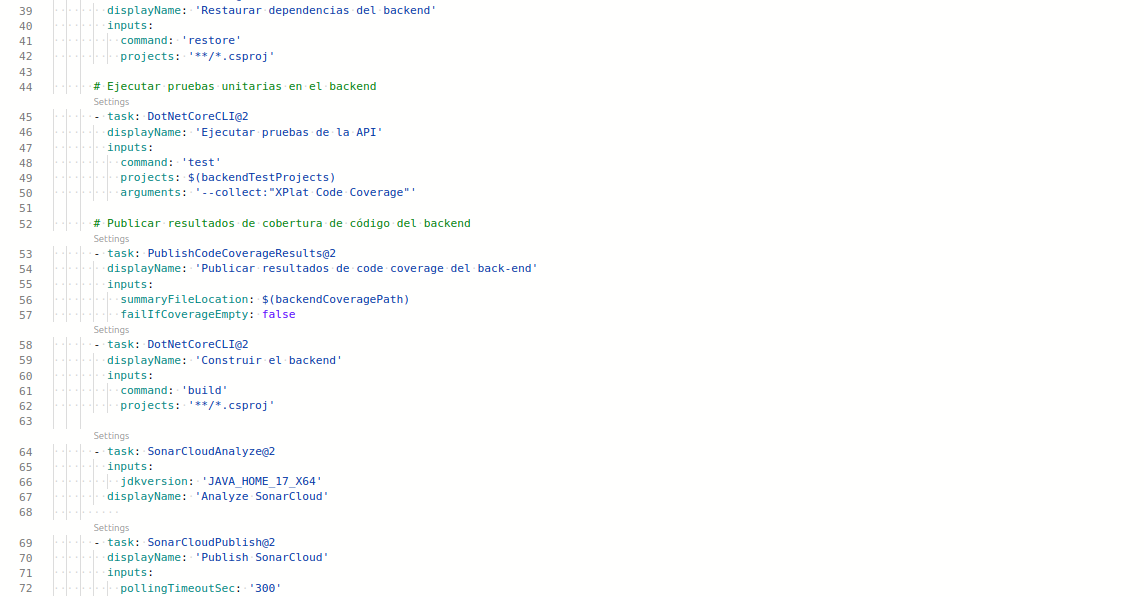 39 displayName: 'Restaurar dependencias del backend'
40 inputs:
41 command: 'restore'
42 projects: '**/*.csproj'
43
44 # Ejecutar pruebas unitarias en el backend
Settings
45 - task: DotNetCoreCLI@2
46 displayName: 'Ejecutar pruebas de la API'
47 inputs:
48 command: 'test'
49 projects: $(backendTestProjects)
50 arguments: '--collect:"XPlat Code Coverage"'
51
52 # Publicar resultados de cobertura de código del backend
Settings
53 - task: PublishCodeCoverageResults@2
54 displayName: 'Publicar resultados de code coverage del back-end'
55 inputs:
56 summaryFileLocation: $(backendCoveragePath)
57 failIfCoverageEmpty: false
Settings
58 - task: DotNetCoreCLI@2
59 displayName: 'Construir el backend'
60 inputs:
61 command: 'build'
62 projects: '**/*.csproj'
63
Settings
64 - task: SonarCloudAnalyze@2
65 inputs:
66 jdkversion: 'JAVA_HOME_17_X64'
67 displayName: 'Analyze SonarCloud'
68
Settings
69 - task: SonarCloudPublish@2
70 displayName: 'Publish SonarCloud'
71 inputs:
72 pollingTimeoutSec: '300'